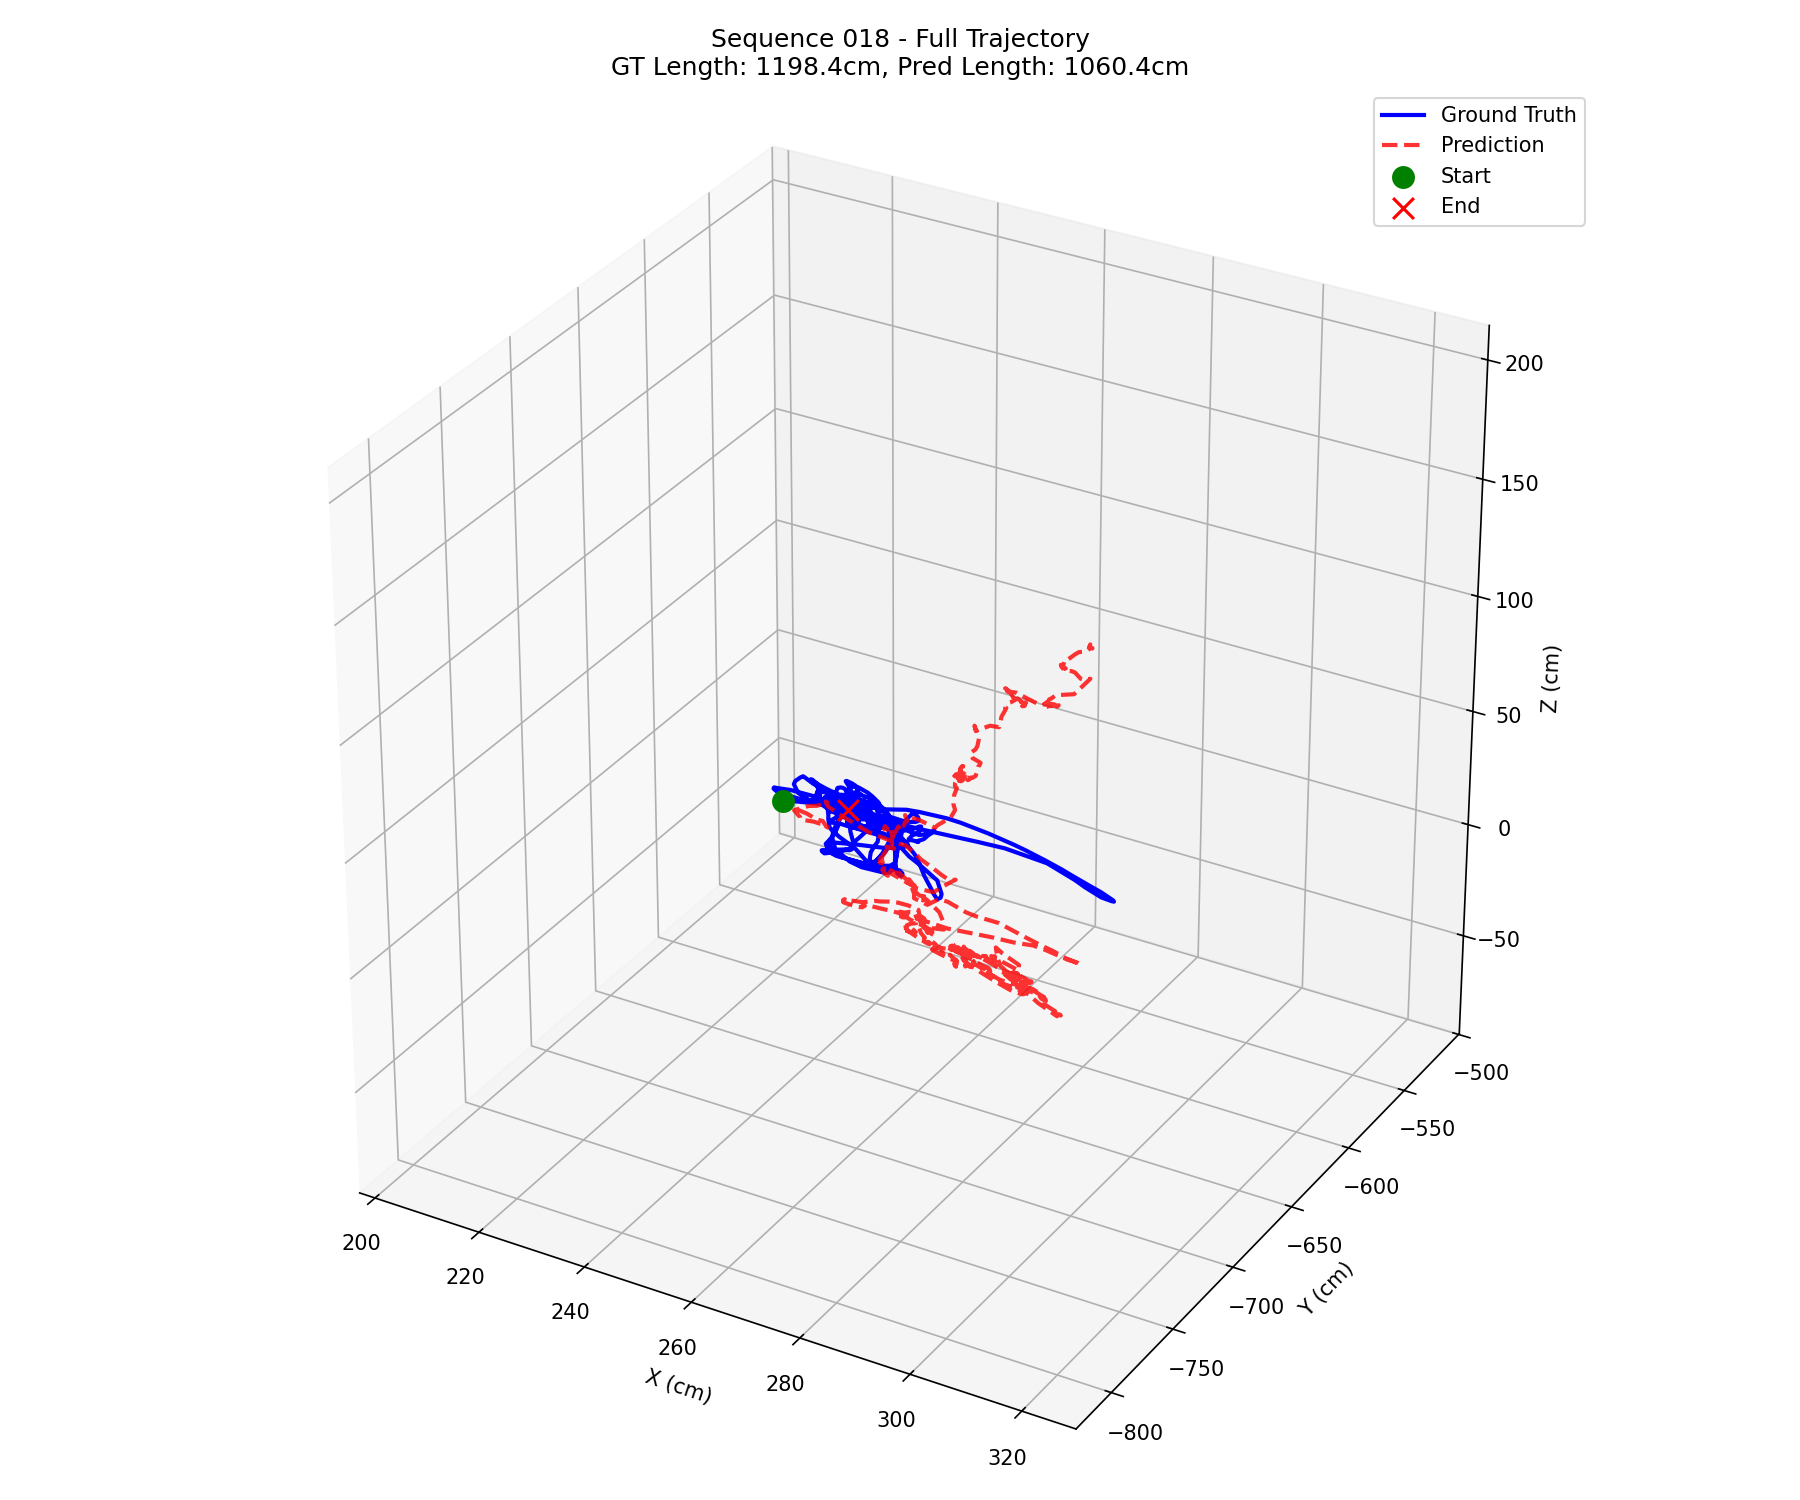 Sequence 018 - Full Trajectory
GT Length: 1198.4cm, Pred Length: 1060.4cm
Ground Truth
Prediction
Start
End
200
150
100
50
0
−50
Z (cm)
−500
−550
−600
−650
−700
−750
−800
Y (cm)
200
220
240
260
280
300
320
X (cm)